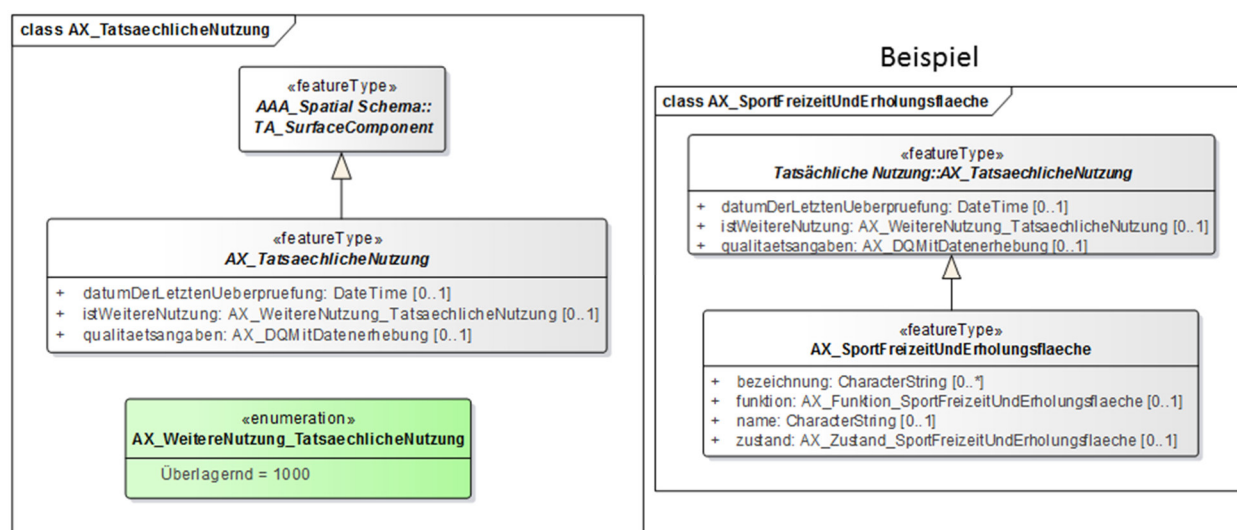 class AX_TatsaechlicheNutzung
«featureType»
AAA_Spatial Schema::
TA_SurfaceComponent
«featureType»
AX_TatsaechlicheNutzung
+ datumDerLetztenUeberpruefung: DateTime [0..1]
+ istWeitereNutzung: AX_WeitereNutzung_TatsaechlicheNutzung [0..1]
+ qualitaetsangaben: AX_DQMitDatenerhebung [0..1]
«enumeration»
AX_WeitereNutzung_TatsaechlicheNutzung
Überlagernd = 1000
Beispiel
class AX_SportFreizeitUndErholungsflaeche
«featureType»
Tatsächliche Nutzung::AX_TatsaechlicheNutzung
+ datumDerLetztenUeberpruefung: DateTime [0..1]
+ istWeitereNutzung: AX_WeitereNutzung_TatsaechlicheNutzung [0..1]
+ qualitaetsangaben: AX_DQMitDatenerhebung [0..1]
«featureType»
AX_SportFreizeitUndErholungsflaeche
+ bezeichnung: CharacterString [0..*]
+ funktion: AX_Funktion_SportFreizeitUndErholungsflaeche [0..1]
+ name: CharacterString [0..1]
+ zustand: AX_Zustand_SportFreizeitUndErholungsflaeche [0..1]